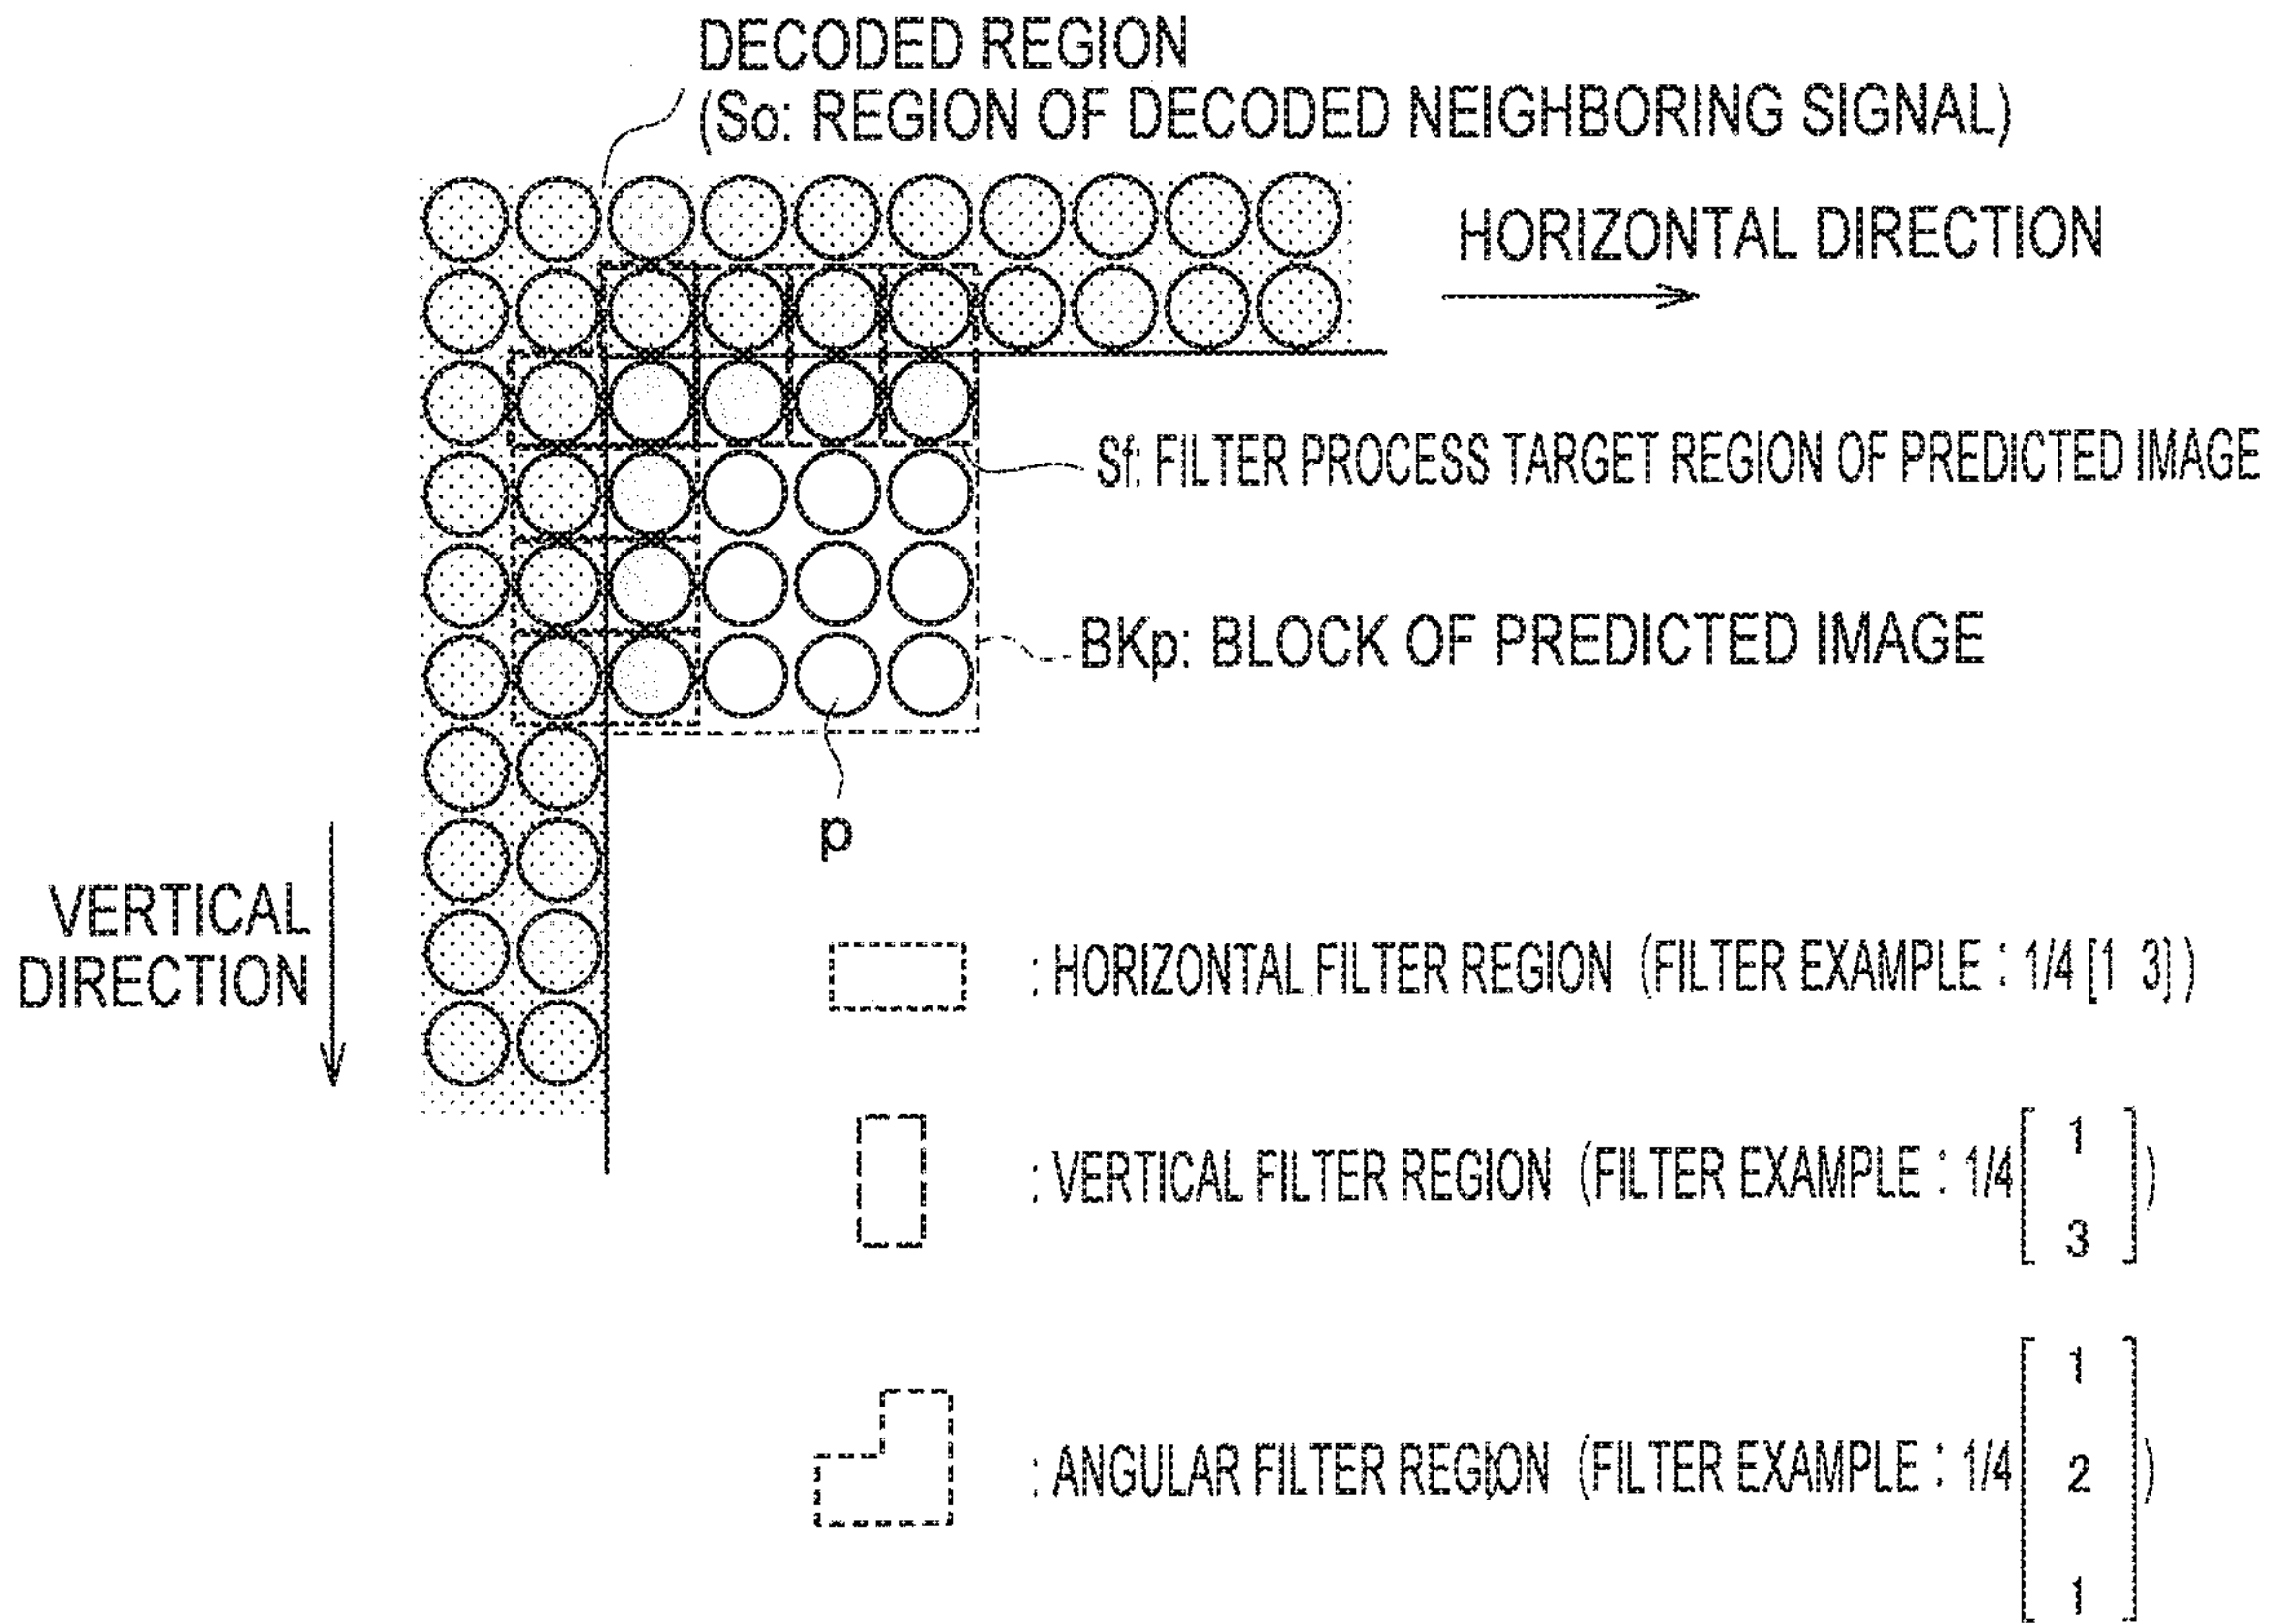 DECODED REGION
(So: REGION OF DECODED NEIGHBORING SIGNAL)
HORIZONTAL DIRECTION
Sf: FILTER PROCESS TARGET REGION OF PREDICTED IMAGE
BKp: BLOCK OF PREDICTED IMAGE
p
VERTICAL
DIRECTION
: HORIZONTAL FILTER REGION (FILTER EXAMPLE : 1/4 [1 3])
: VERTICAL FILTER REGION (FILTER EXAMPLE : 1/4 [1
3])
: ANGULAR FILTER REGION (FILTER EXAMPLE : 1/4 [1
2
1])